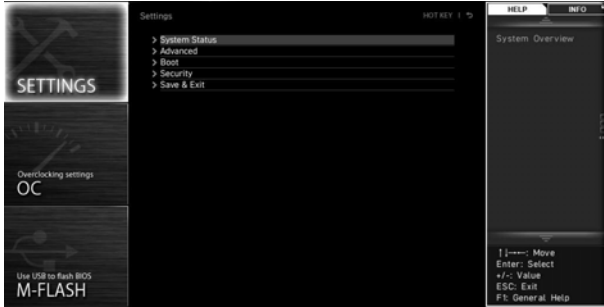 SETTINGS
Overclocking settings
OC
Use USB to flash BIOS
M-FLASH
Settings
HOT KEY | ↩
> System Status
> Advanced
> Boot
> Security
> Save & Exit
HELP
INFO
System Overview
↑↓→←: Move
Enter: Select
+/-: Value
ESC: Exit
F1: General Help